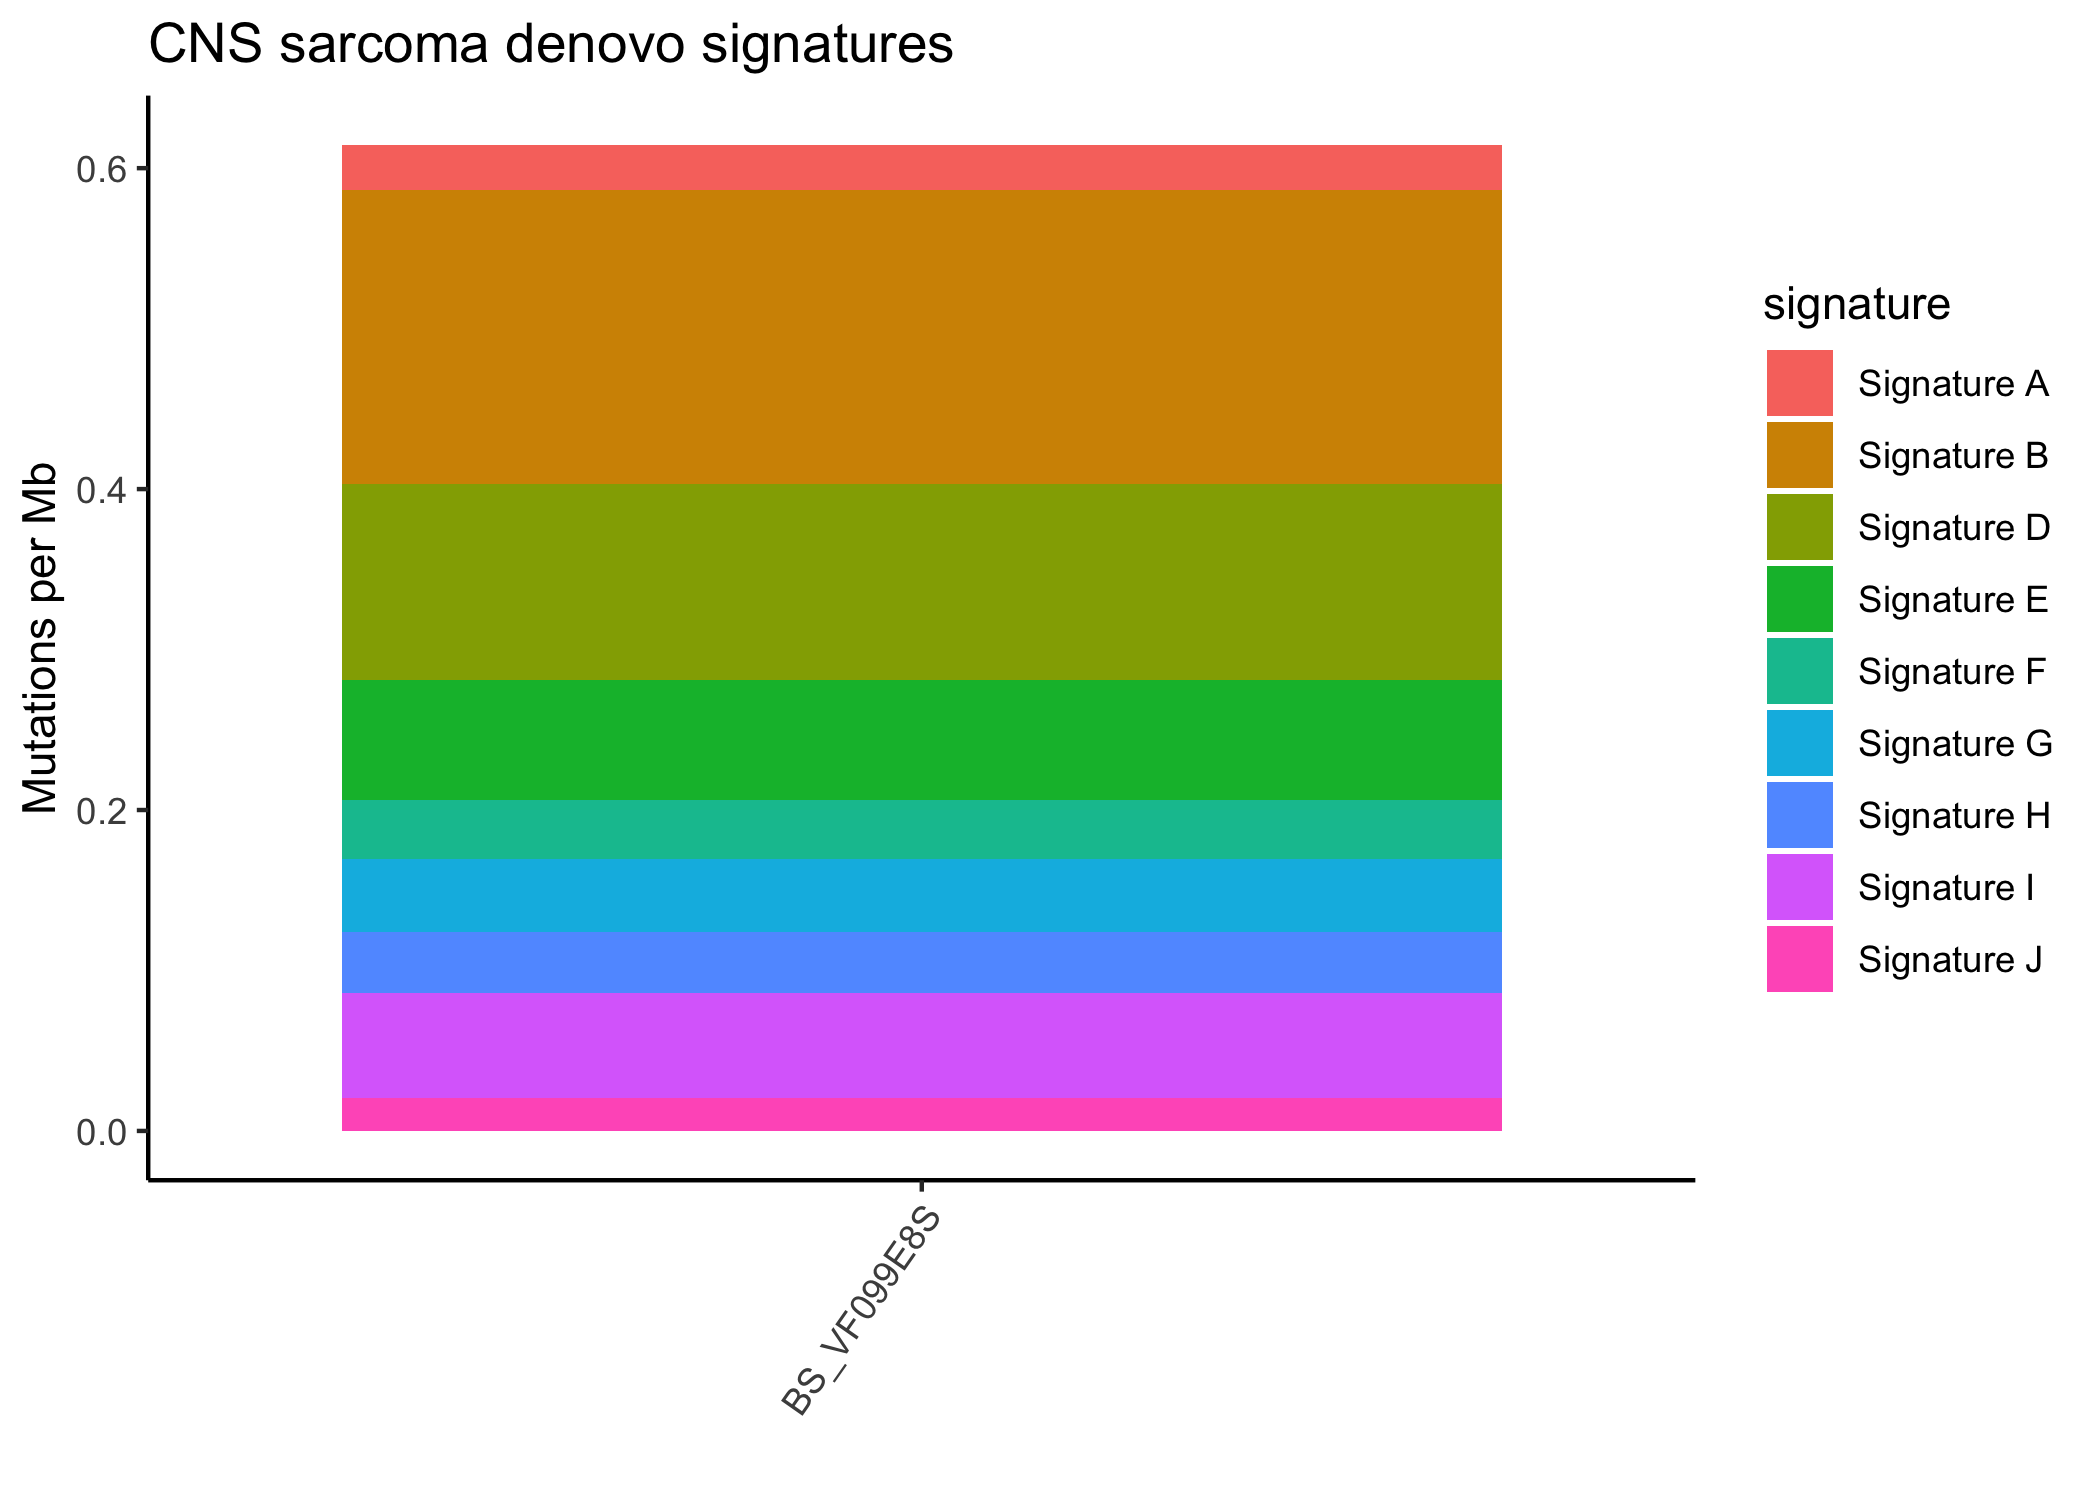 CNS sarcoma denovo signatures
Mutations per Mb
0.6
0.4
0.2
0.0
BS_VF099E8S
signature
Signature A
Signature B
Signature D
Signature E
Signature F
Signature G
Signature H
Signature I
Signature J